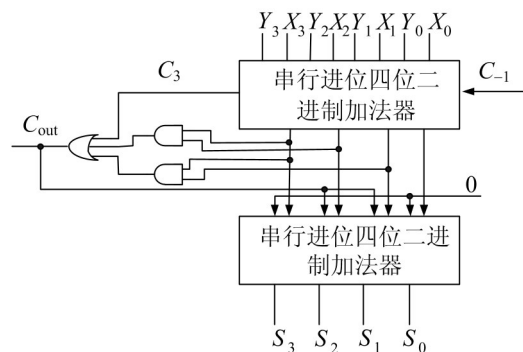 Y₃ X₃ Y₂ X₂ Y₁ X₁ Y₀ X₀
C₃
串行进位四位二
进制加法器
C₋₁
C_out
0
串行进位四位二进
制加法器
S₃ S₂ S₁ S₀